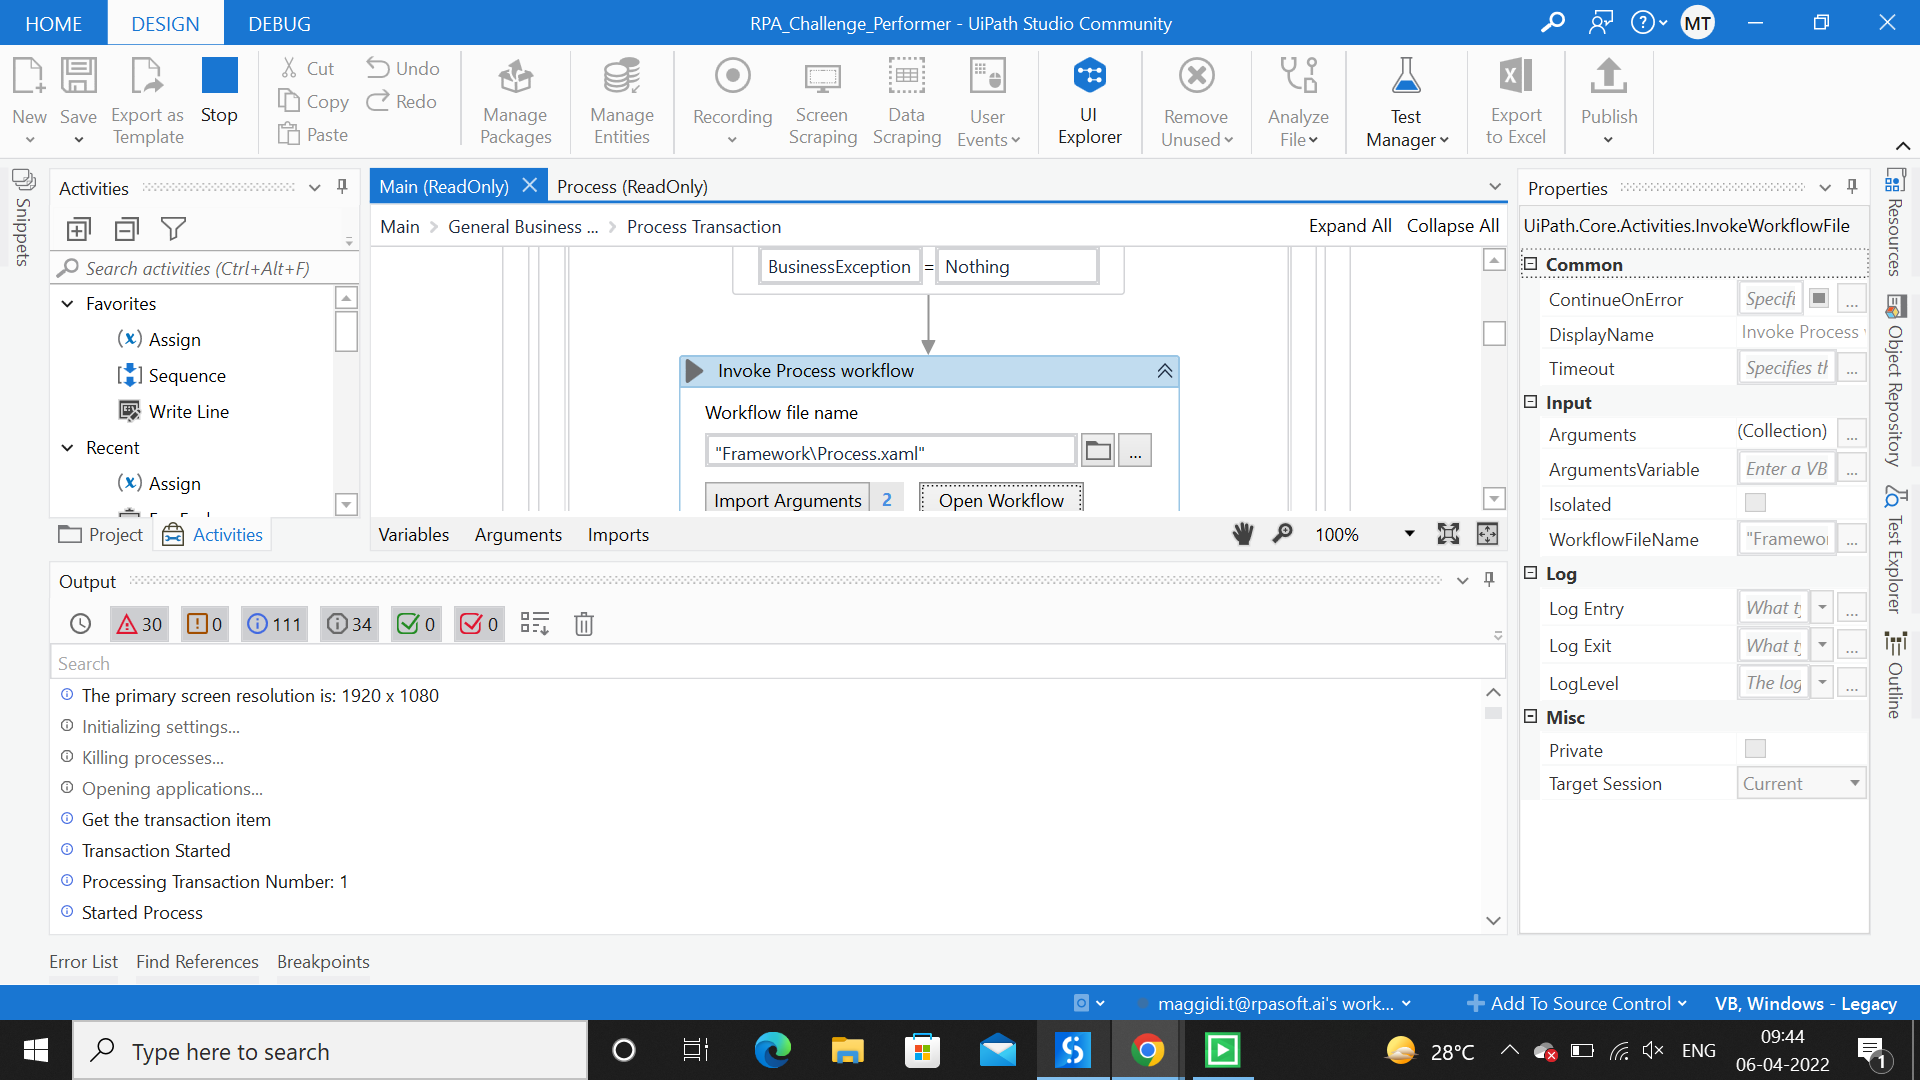 HOME DESIGN DEBUG RPA_Challenge_Performer - UiPath Studio Community MT
New Save Export as Template Stop Cut Copy Paste Undo Redo Manage Packages Manage Entities Recording Screen Scraping Data Scraping User Events UI Explorer Remove Unused Analyze File Test Manager Export to Excel Publish
Snippets
Activities
Search activities (Ctrl+Alt+F)
Favorites
Assign
Sequence
Write Line
Recent
Assign
Project Activities
Main (ReadOnly) Process (ReadOnly)
Main > General Business ... > Process Transaction Expand All Collapse All
BusinessException = Nothing
Invoke Process workflow
Workflow file name
"Framework\Process.xaml" ...
Import Arguments 2 Open Workflow
Variables Arguments Imports 100%
Output
30 0 111 34 0 0
Search
The primary screen resolution is: 1920 x 1080
Initializing settings...
Killing processes...
Opening applications...
Get the transaction item
Transaction Started
Processing Transaction Number: 1
Started Process
Error List Find References Breakpoints
Properties
UiPath.Core.Activities.InvokeWorkflowFile
Common
ContinueOnError Specifi ...
DisplayName Invoke Process
Timeout Specifies th ...
Input
Arguments (Collection) ...
ArgumentsVariable Enter a VB ...
Isolated
WorkflowFileName "Framewor ...
Log
Log Entry What ty ...
Log Exit What ty ...
LogLevel The log ...
Misc
Private
Target Session Current
Resources
Object Repository
Test Explorer
Outline
maggidi.t@rpasoft.ai's work... Add To Source Control VB, Windows - Legacy
Type here to search 28°C ENG 09:44
06-04-2022 1